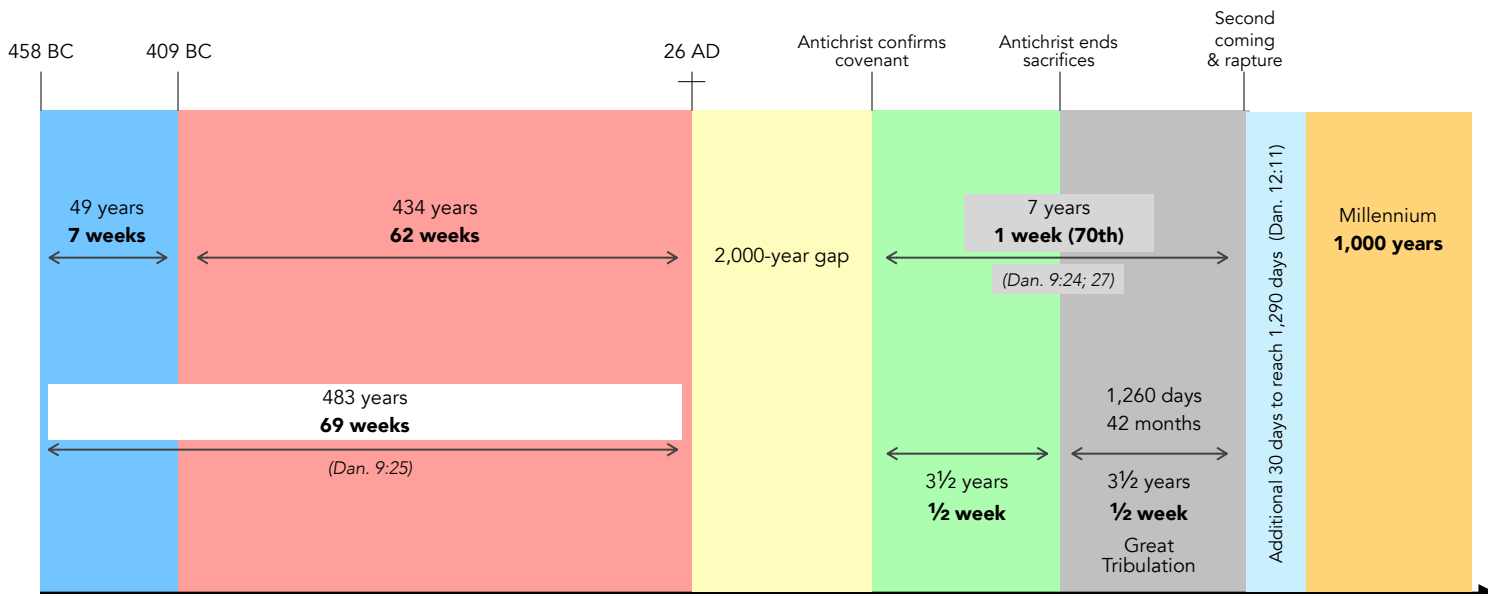 458 BC
409 BC
26 AD
Antichrist confirms
covenant
Antichrist ends
sacrifices
Second
coming
& rapture
49 years
7 weeks
434 years
62 weeks
2,000-year gap
7 years
1 week (70th)
(Dan. 9:24; 27)
Additional 30 days to reach 1,290 days (Dan. 12:11)
Millennium
1,000 years
483 years
69 weeks
(Dan. 9:25)
3½ years
½ week
1,260 days
42 months
3½ years
½ week
Great
Tribulation